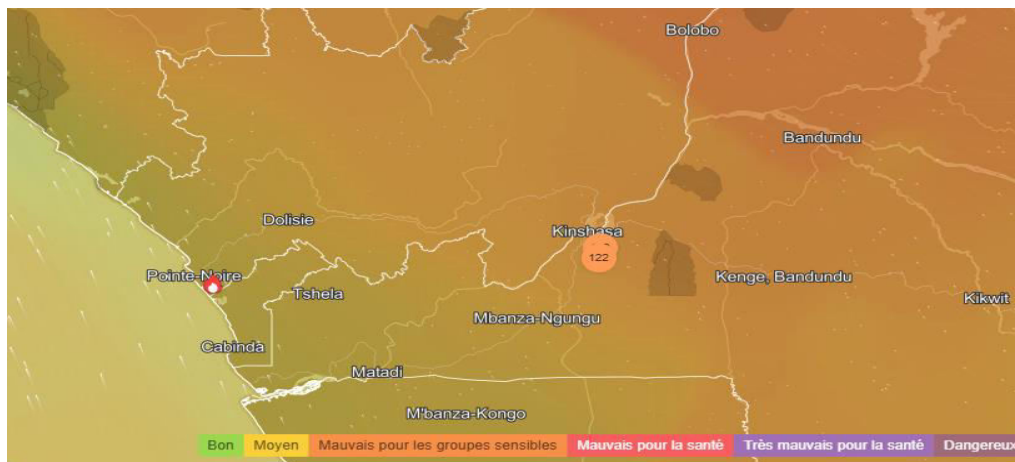 Bolobo
Bandundu
Dolisie
Kinshasa
122
Pointe-Noire
Kenge, Bandundu
Tshela
Kikwit
Mbanza-Ngungu
Cabinda
Matadi
M'banza-Kongo
Bon Moyen Mauvais pour les groupes sensibles Mauvais pour la santé Très mauvais pour la santé Dangereux